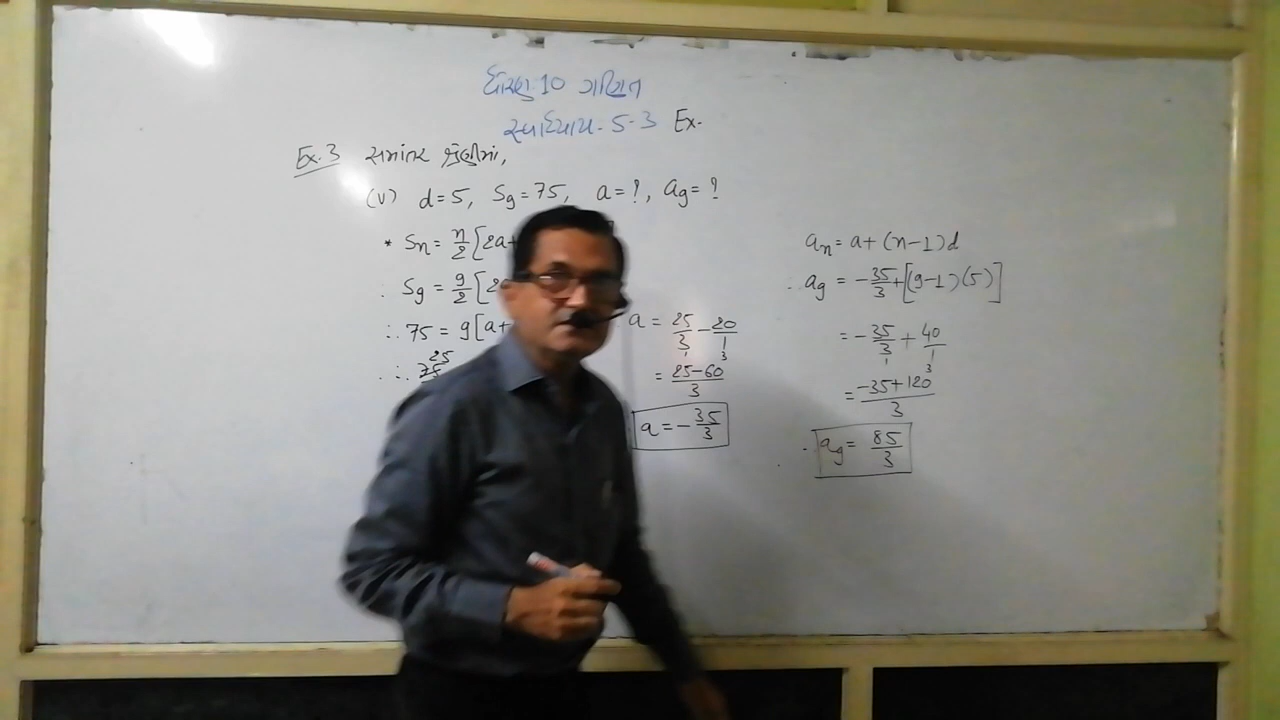 ધોરણ 10 ગણિત
સ્વાધ્યાય- 5.3 Ex.
Ex.3 સમાંતર શ્રેણીમાં,
(v) d=5, S9=75, a=?, a9=?
* Sn = n/2 [2a+
∴ S9 = 9/2 [2
∴ 75 = 9[a+
∴ 75 25
a = 25/3 - 20/1
= 25-60/3
a = -35/3
an = a+(n-1)d
∴ a9 = -35/3 + [(9-1)(5)]
= -35/3 + 40/1
= -35+120/3
∴ a9 = 85/3